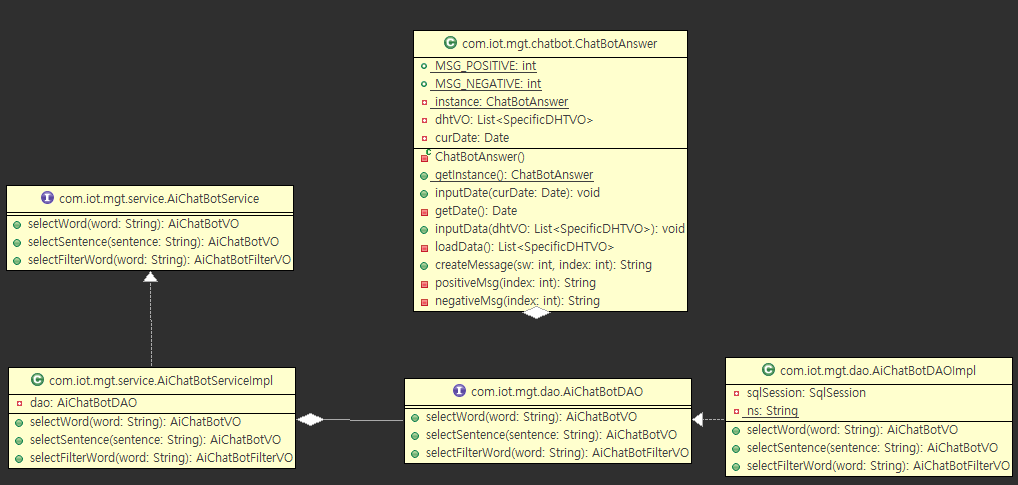 com.iot.mgt.chatbot.ChatBotAnswer
MSG_POSITIVE: int
MSG_NEGATIVE: int
instance: ChatBotAnswer
dhtVO: List<SpecificDHTVO>
curDate: Date
ChatBotAnswer()
getInstance(): ChatBotAnswer
inputDate(curDate: Date): void
getDate(): Date
inputData(dhtVO: List<SpecificDHTVO>): void
loadData(): List<SpecificDHTVO>
createMessage(sw: int, index: int): String
positiveMsg(index: int): String
negativeMsg(index: int): String
com.iot.mgt.service.AiChatBotService
selectWord(word: String): AiChatBotVO
selectSentence(sentence: String): AiChatBotVO
selectFilterWord(word: String): AiChatBotFilterVO
com.iot.mgt.service.AiChatBotServiceImpl
dao: AiChatBotDAO
selectWord(word: String): AiChatBotVO
selectSentence(sentence: String): AiChatBotVO
selectFilterWord(word: String): AiChatBotFilterVO
com.iot.mgt.dao.AiChatBotDAO
selectWord(word: String): AiChatBotVO
selectSentence(sentence: String): AiChatBotVO
selectFilterWord(word: String): AiChatBotFilterVO
com.iot.mgt.dao.AiChatBotDAOImpl
sqlSession: SqlSession
ns: String
selectWord(word: String): AiChatBotVO
selectSentence(sentence: String): AiChatBotVO
selectFilterWord(word: String): AiChatBotFilterVO